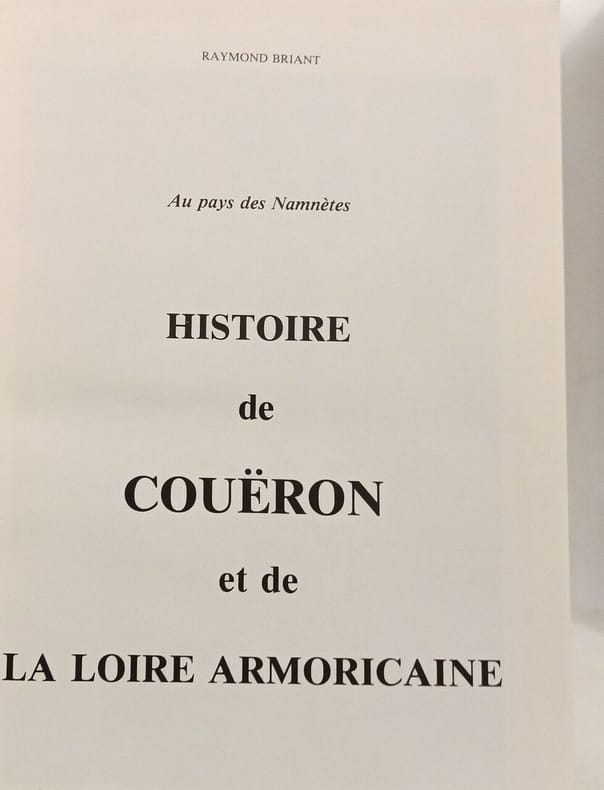 RAYMOND BRIANT
Au pays des Namnètes
HISTOIRE
de
COUËRON
et de
LA LOIRE ARMORICAINE